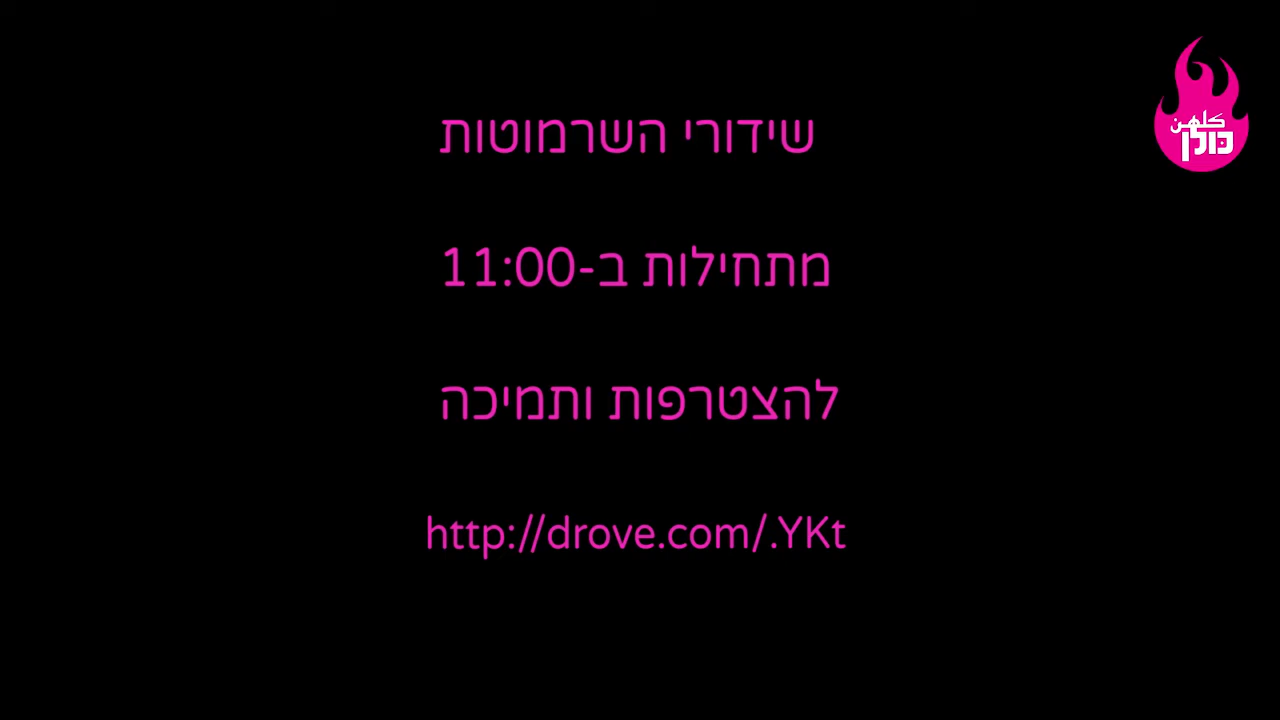 كلهن
כולן
שידורי השרמוטות
מתחילות ב-11:00
להצטרפות ותמיכה
http://drove.com/.YKt